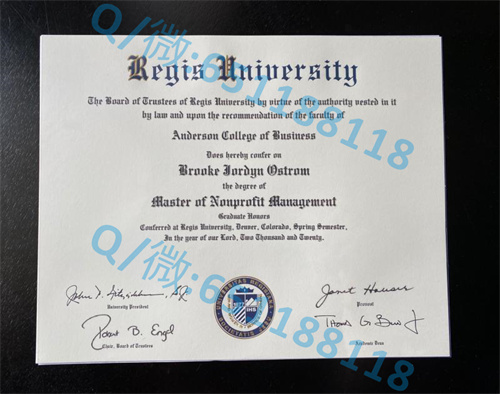 Regis University
The Board of Trustees of Regis University by virtue of the authority vested in it
by law and upon the recommendation of the faculty of
Anderson College of Business
Does hereby confer on
Brooke Jordyn Ostrom
the degree of
Master of Nonprofit Management
Graduate Honors
Conferred at Regis University, Denver, Colorado, Spring Semester,
In the year of our Lord, Two Thousand and Twenty.
University President
Provost
Robert B. Engel
Chair, Board of Trustees
Academic Dean
Q/微:651188118
Q/微:651188118